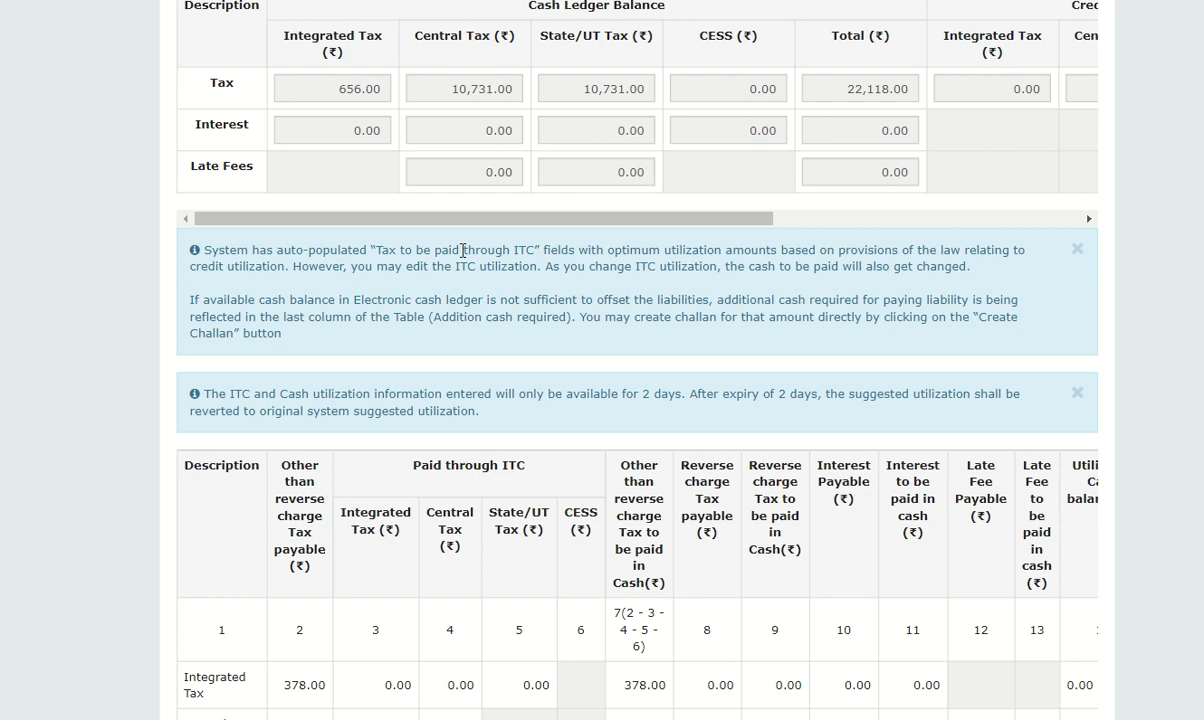 Description Cash Ledger Balance
Integrated Tax (₹) Central Tax (₹) State/UT Tax (₹) CESS (₹) Total (₹) Integrated Tax (₹)
Tax 656.00 10,731.00 10,731.00 0.00 22,118.00 0.00
Interest 0.00 0.00 0.00 0.00 0.00
Late Fees 0.00 0.00 0.00
System has auto-populated “Tax to be paid through ITC” fields with optimum utilization amounts based on provisions of the law relating to
credit utilization. However, you may edit the ITC utilization. As you change ITC utilization, the cash to be paid will also get changed.
If available cash balance in Electronic cash ledger is not sufficient to offset the liabilities, additional cash required for paying liability is being
reflected in the last column of the Table (Addition cash required). You may create challan for that amount directly by clicking on the “Create
Challan” button
The ITC and Cash utilization information entered will only be available for 2 days. After expiry of 2 days, the suggested utilization shall be
reverted to original system suggested utilization.
Description
Other than reverse charge Tax payable (₹)
Paid through ITC
Integrated Tax (₹)
Central Tax (₹)
State/UT Tax (₹)
CESS (₹)
Other than reverse charge Tax to be paid in Cash(₹)
Reverse charge Tax payable (₹)
Reverse charge Tax to be paid in Cash(₹)
Interest Payable (₹)
Interest to be paid in cash (₹)
Late Fee Payable (₹)
Late Fee to be paid in cash (₹)
1 2 3 4 5 6 7(2 - 3 - 4 - 5 - 6) 8 9 10 11 12 13
Integrated Tax 378.00 0.00 0.00 0.00 378.00 0.00 0.00 0.00 0.00 0.00